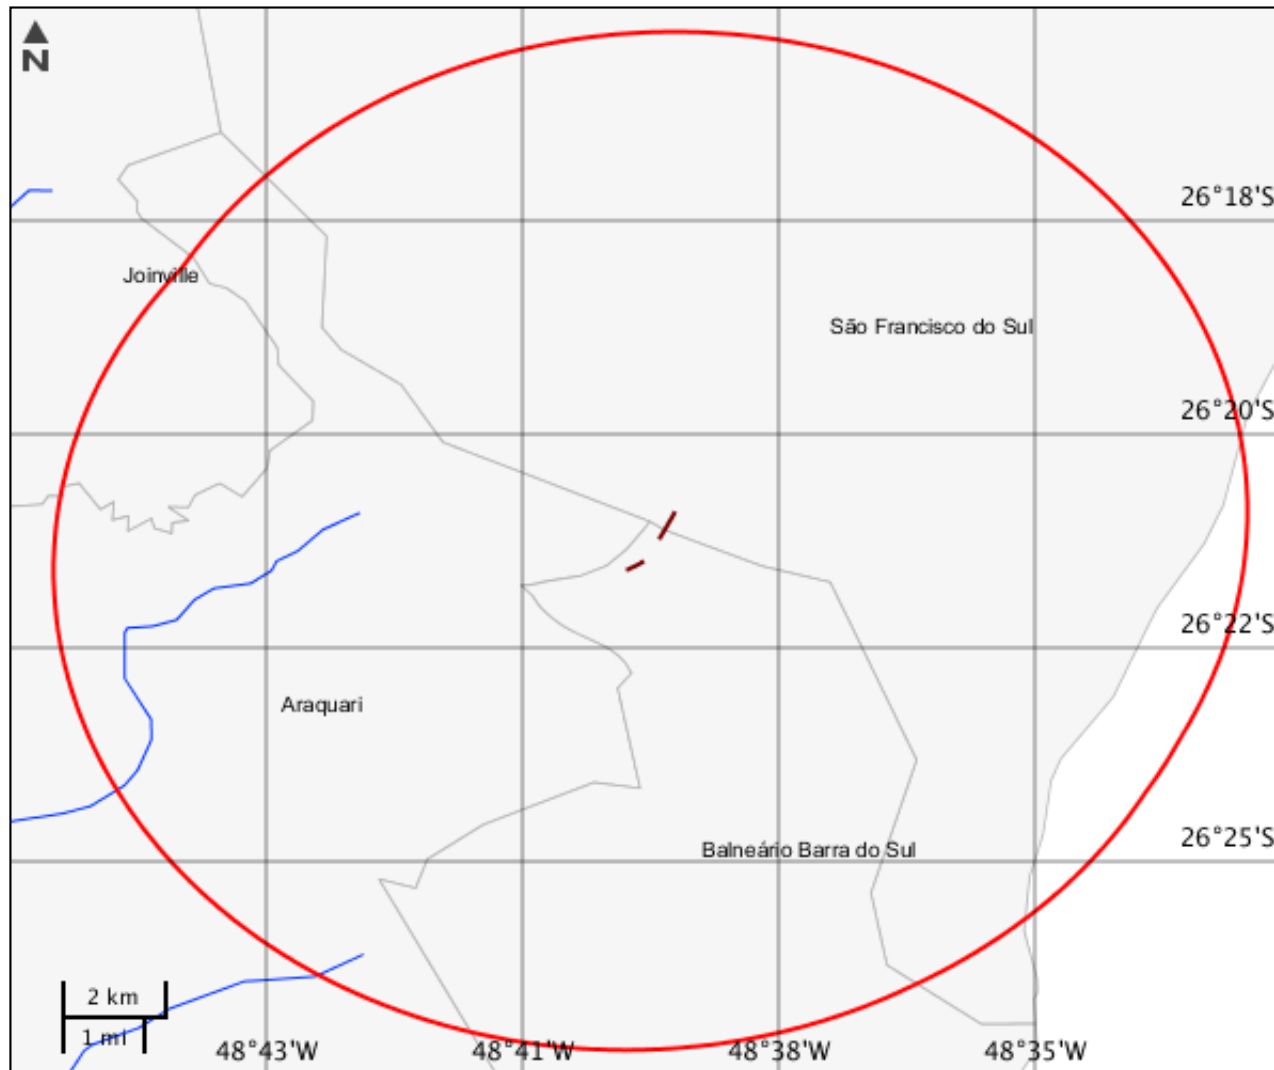 N
26°18'S
Joinville
São Francisco do Sul
26°20'S
26°22'S
Araquari
26°25'S
Balneário Barra do Sul
2 km
1 mi
48°43'W
48°41'W
48°38'W
48°35'W